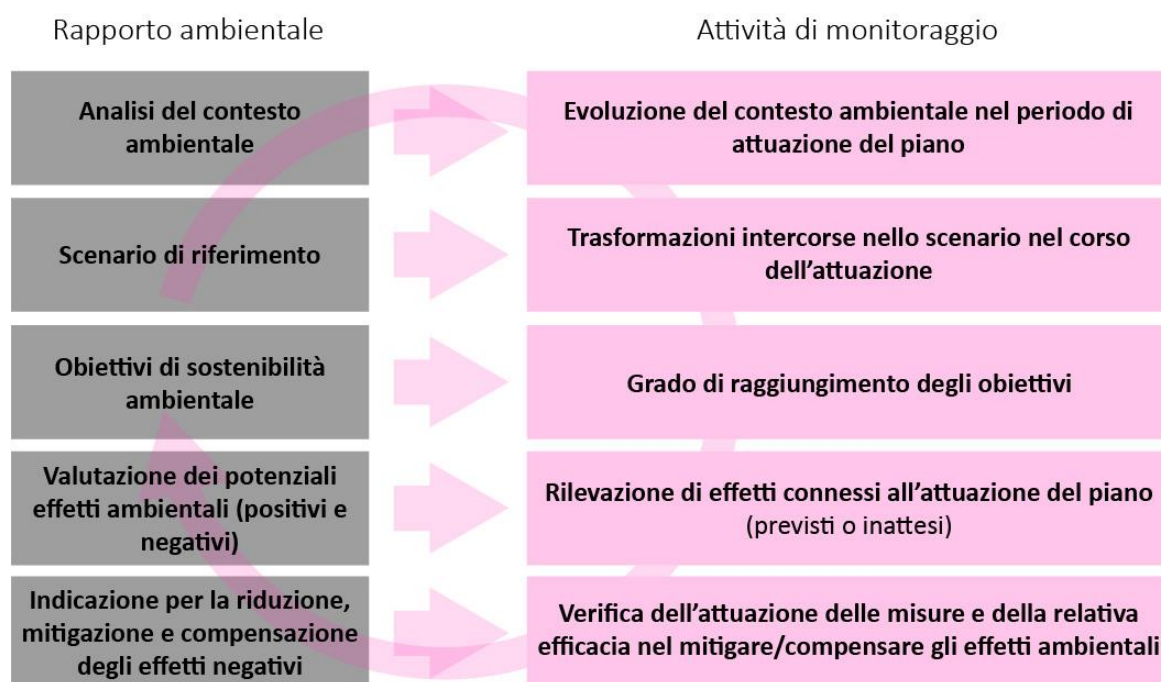 Rapporto ambientale
Attività di monitoraggio
Analisi del contesto
ambientale
Evoluzione del contesto ambientale nel periodo di
attuazione del piano
Scenario di riferimento
Trasformazioni intercorse nello scenario nel corso
dell'attuazione
Obiettivi di sostenibilità
ambientale
Grado di raggiungimento degli obiettivi
Valutazione dei potenziali
effetti ambientali (positivi e
negativi)
Rilevazione di effetti connessi all'attuazione del piano
(previsti o inattesi)
Indicazione per la riduzione,
mitigazione e compensazione
degli effetti negativi
Verifica dell'attuazione delle misure e della relativa
efficacia nel mitigare/compensare gli effetti ambientali